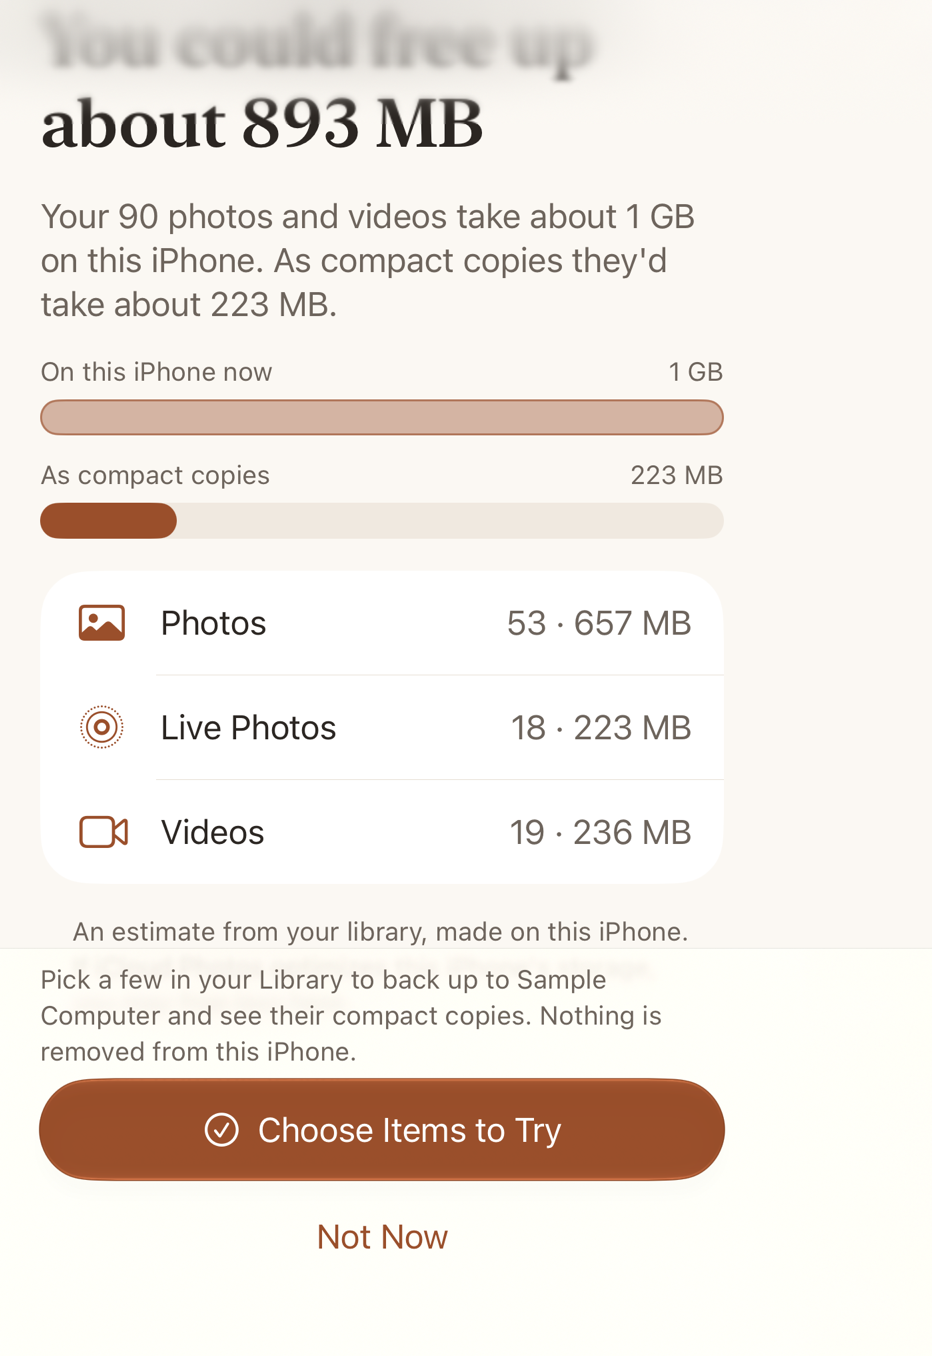 You could free up
about 893 MB
Your 90 photos and videos take about 1 GB
on this iPhone. As compact copies they'd
take about 223 MB.
On this iPhone now 1 GB
As compact copies 223 MB
Photos 53 · 657 MB
Live Photos 18 · 223 MB
Videos 19 · 236 MB
An estimate from your library, made on this iPhone.
Pick a few in your Library to back up to Sample
Computer and see their compact copies. Nothing is
removed from this iPhone.
Choose Items to Try
Not Now